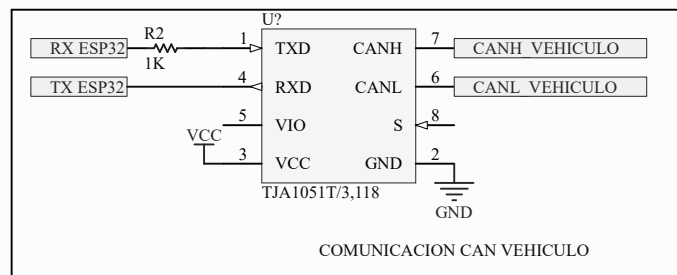 U?
RX ESP32 R2 1K 1 TXD CANH 7 CANH_VEHICULO
TX ESP32 4 RXD CANL 6 CANL_VEHICULO
5 VIO S 8
VCC 3 VCC GND 2
TJA1051T/3,118
GND
COMUNICACION CAN VEHICULO